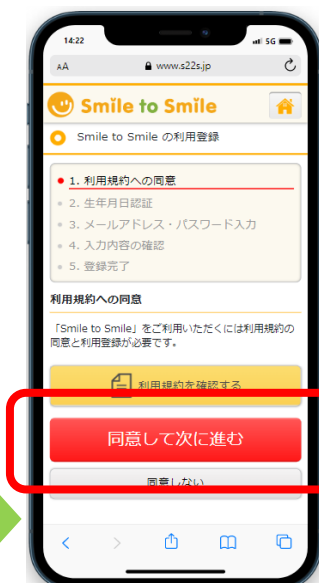 14:22
5G
AA www.s22s.jp
Smile to Smile
Smile to Smile の利用登録
1. 利用規約への同意
2. 生年月日認証
3. メールアドレス・パスワード入力
4. 入力内容の確認
5. 登録完了
利用規約への同意
「Smile to Smile」をご利用いただくには利用規約の
同意と利用登録が必要です。
利用規約を確認する
同意して次に進む
同意しない